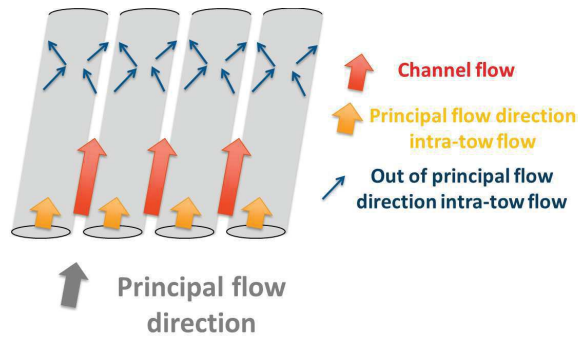 Channel flow
Principal flow direction
intra-tow flow
Out of principal flow
direction intra-tow flow
Principal flow
direction